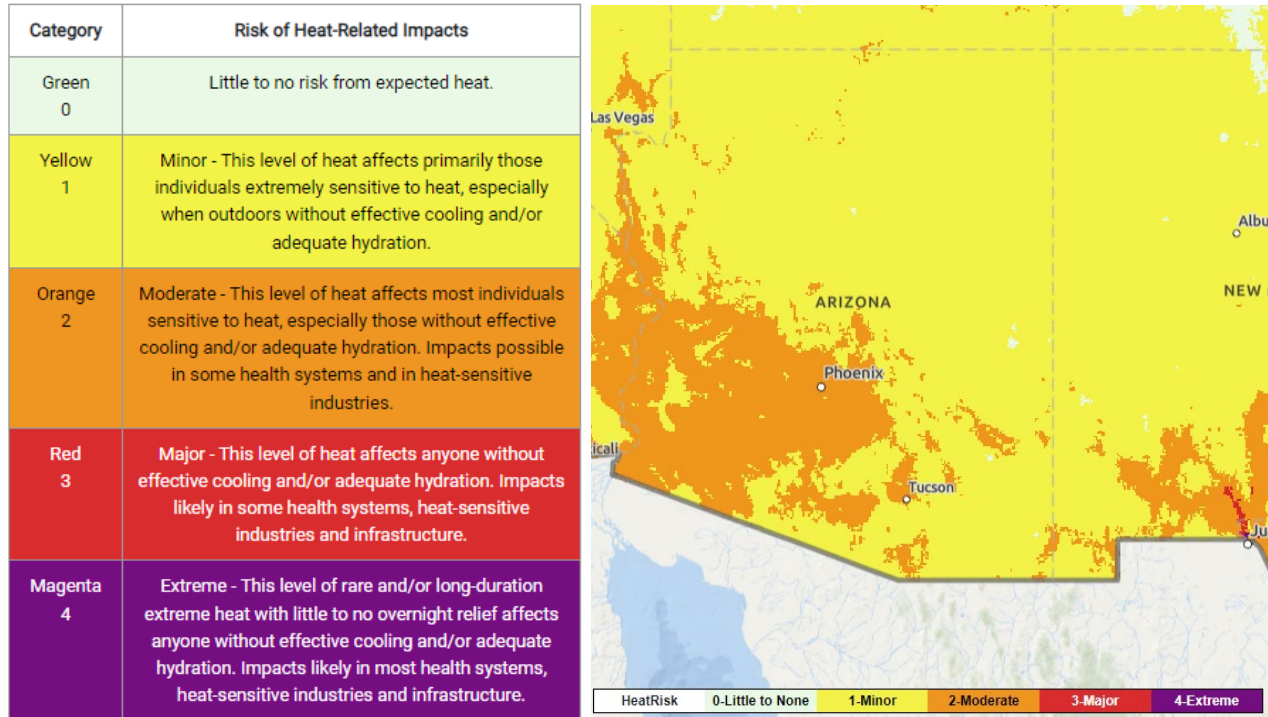 Category
Risk of Heat-Related Impacts
Green
0
Little to no risk from expected heat.
Yellow
1
Minor - This level of heat affects primarily those
individuals extremely sensitive to heat, especially
when outdoors without effective cooling and/or
adequate hydration.
Orange
2
Moderate - This level of heat affects most individuals
sensitive to heat, especially those without effective
cooling and/or adequate hydration. Impacts possible
in some health systems and in heat-sensitive
industries.
Red
3
Major - This level of heat affects anyone without
effective cooling and/or adequate hydration. Impacts
likely in some health systems, heat-sensitive
industries and infrastructure.
Magenta
4
Extreme - This level of rare and/or long-duration
extreme heat with little to no overnight relief affects
anyone without effective cooling and/or adequate
hydration. Impacts likely in most health systems,
heat-sensitive industries and infrastructure.
Las Vegas
Albu
NEW
ARIZONA
Phoenix
icali
Tucson
Ju
HeatRisk
0-Little to None
1-Minor
2-Moderate
3-Major
4-Extreme